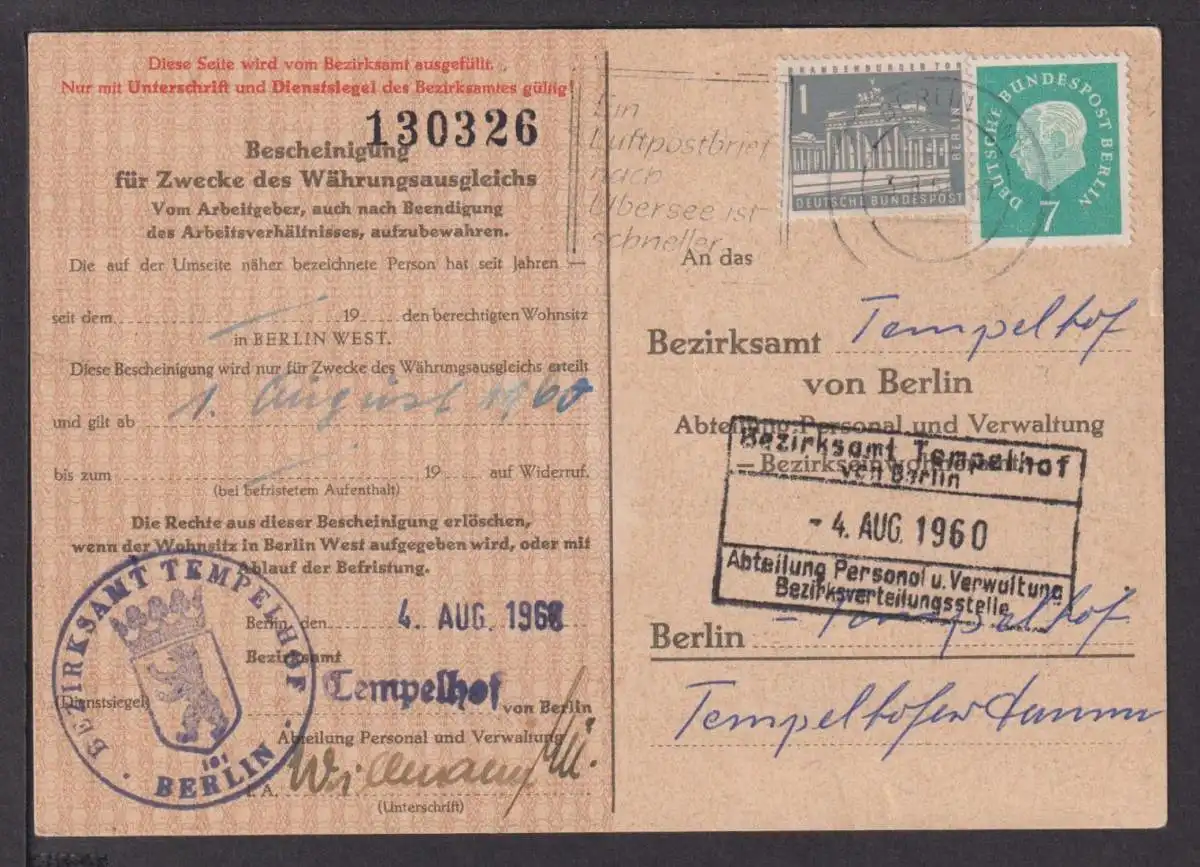 Diese Seite wird vom Bezirksamt ausgefüllt.
Nur mit Unterschrift und Dienstsiegel des Bezirksamtes gültig!
130326
Bescheinigung
für Zwecke des Währungsausgleichs
Vom Arbeitgeber, auch nach Beendigung
des Arbeitsverhältnisses, aufzubewahren.
Die auf der Umseite näher bezeichnete Person hat seit Jahren —
seit dem 19 den berechtigten Wohnsitz
in BERLIN WEST.
Diese Bescheinigung wird nur für Zwecke des Währungsausgleichs erteilt
und gilt ab 1. August 1960
bis zum 19 auf Widerruf.
(bei befristetem Aufenthalt)
Die Rechte aus dieser Bescheinigung erlöschen,
wenn der Wohnsitz in Berlin West aufgegeben wird, oder mit
Ablauf der Befristung.
Berlin, den 4. AUG. 1960
Bezirksamt
Tempelhof von Berlin
(Dienstsiegel)
Abteilung Personal und Verwaltung
I. A.
(Unterschrift)
BEZIRKSAMT TEMPELHOF
BERLIN
101
Ein
Luftpostbrief
nach
Übersee ist
schneller
1
BRANDENBURGER TOR
BERLIN
DEUTSCHE BUNDESPOST
BERLIN
DEUTSCHE BUNDESPOST BERLIN
7
An das
Bezirksamt Tempelhof
von Berlin
Abteilung Personal und Verwaltung
Bezirksamt Tempelhof
von Berlin
- 4. AUG. 1960
Abteilung Personal u. Verwaltung
Bezirksverteilungsstelle
Berlin - Tempelhof
Tempelhofer Damm